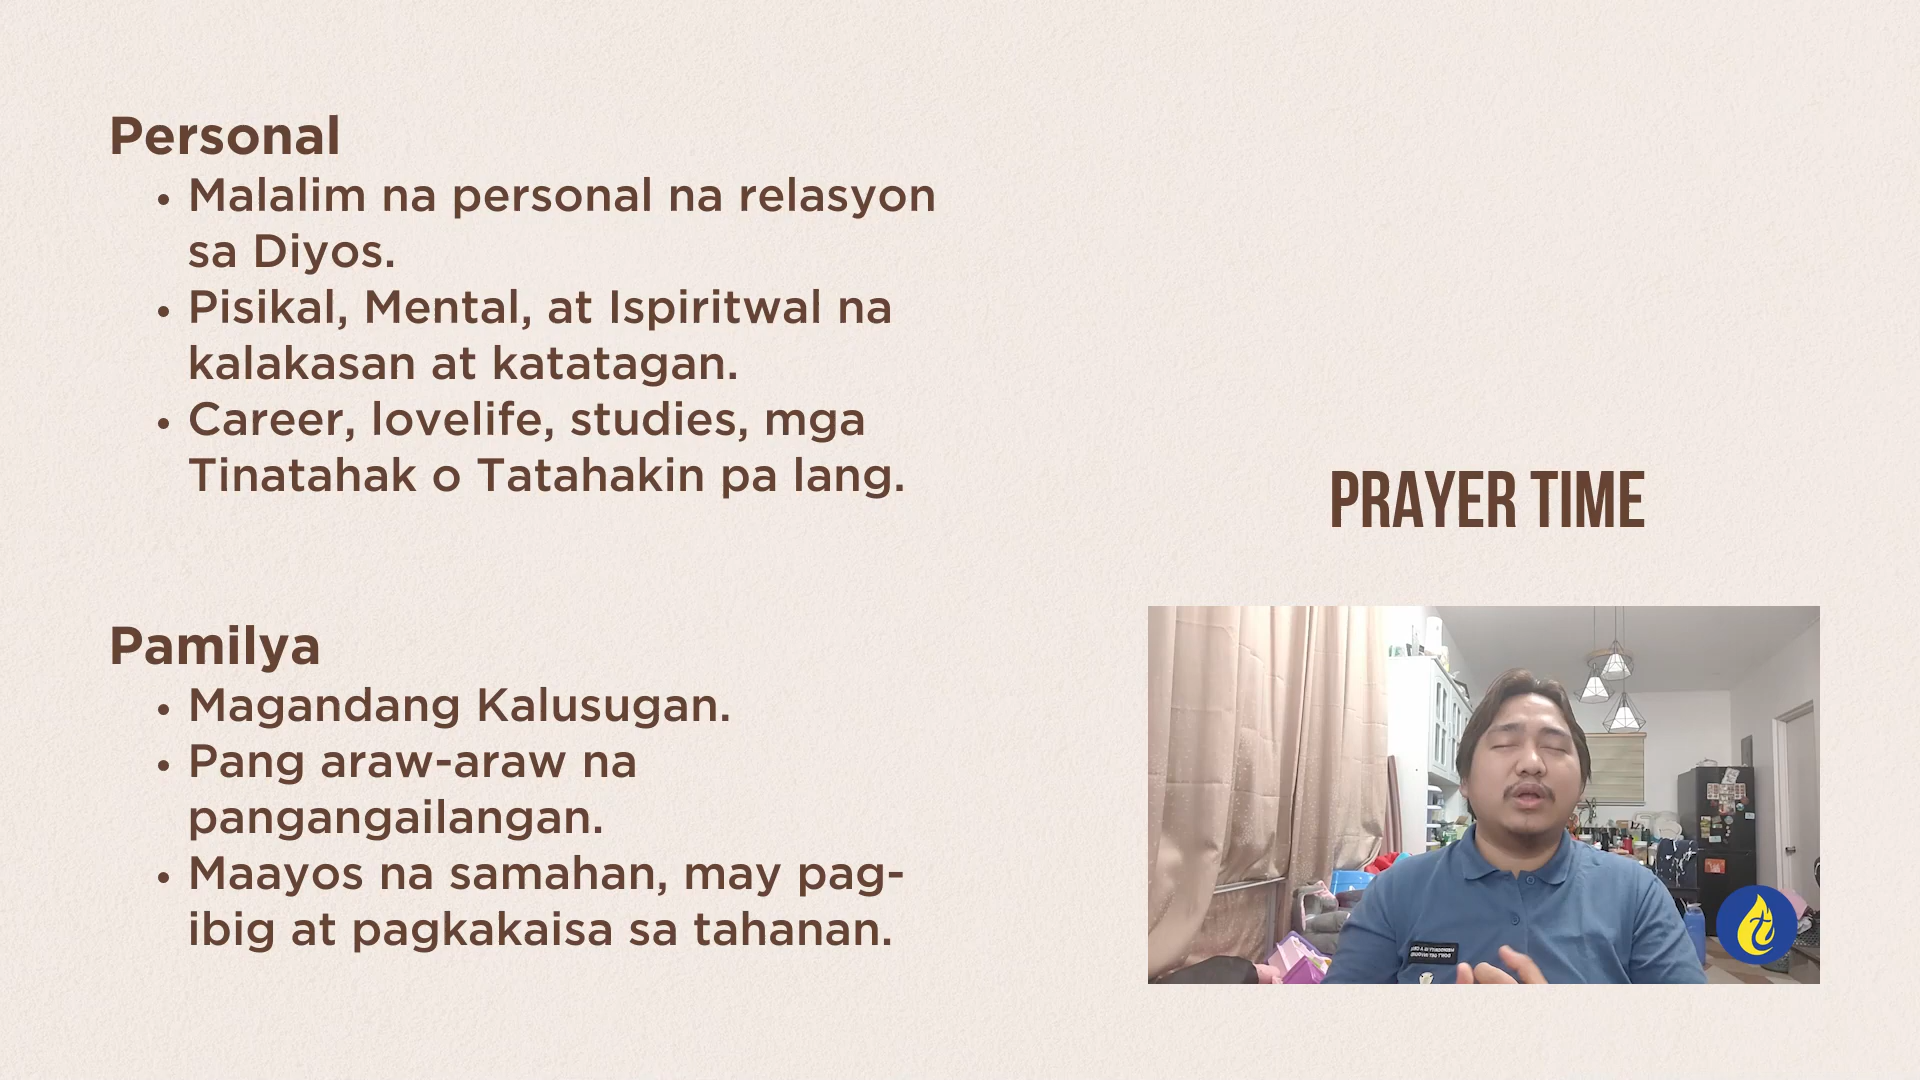 Personal
• Malalim na personal na relasyon
sa Diyos.
• Pisikal, Mental, at Ispiritwal na
kalakasan at katatagan.
• Career, lovelife, studies, mga
Tinatahak o Tatahakin pa lang.
Pamilya
• Magandang Kalusugan.
• Pang araw-araw na
pangangailangan.
• Maayos na samahan, may pag-
ibig at pagkakaisa sa tahanan.
PRAYER TIME